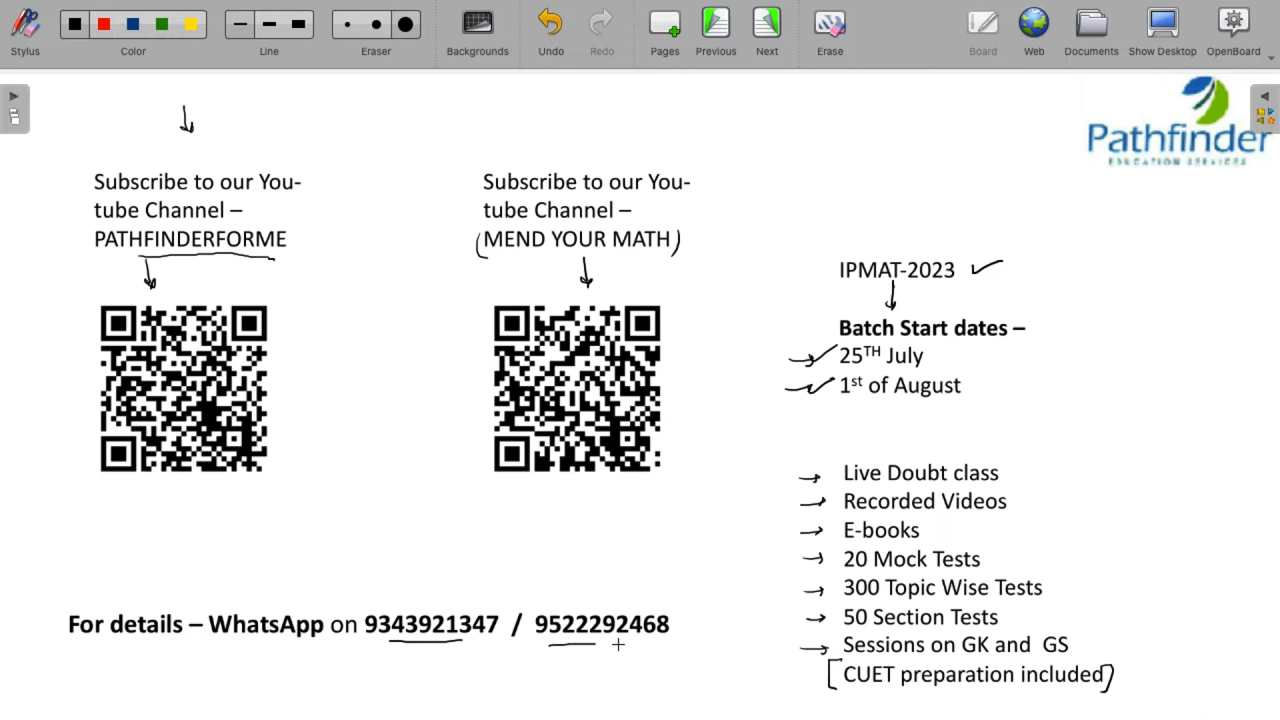 Stylus
Color
Line
Eraser
Backgrounds
Undo
Redo
Pages
Previous
Next
Erase
Board
Web
Documents
Show Desktop
OpenBoard
Pathfinder
EDUCATION SERVICES
Subscribe to our You-
tube Channel –
PATHFINDERFORME
Subscribe to our You-
tube Channel –
(MEND YOUR MATH)
IPMAT-2023
Batch Start dates –
25TH July
1st of August
Live Doubt class
Recorded Videos
E-books
20 Mock Tests
300 Topic Wise Tests
50 Section Tests
Sessions on GK and GS
[CUET preparation included]
For details – WhatsApp on 9343921347 / 9522292468